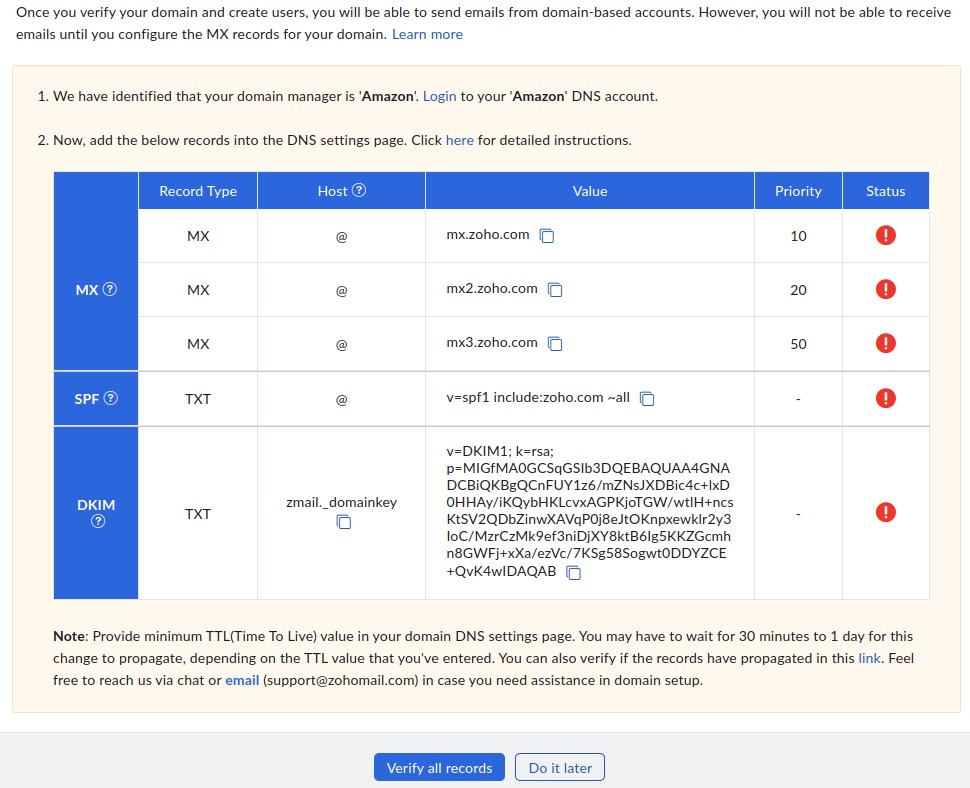 Once you verify your domain and create users, you will be able to send emails from domain-based accounts. However, you will not be able to receive
emails until you configure the MX records for your domain. Learn more
1. We have identified that your domain manager is 'Amazon'. Login to your 'Amazon' DNS account.
2. Now, add the below records into the DNS settings page. Click here for detailed instructions.
Record Type Host ? Value Priority Status
MX ?
MX @ mx.zoho.com 10 !
MX @ mx2.zoho.com 20 !
MX @ mx3.zoho.com 50 !
SPF ? TXT @ v=spf1 include:zoho.com ~all - !
DKIM ?
TXT zmail._domainkey
v=DKIM1; k=rsa;
p=MIGfMA0GCSqGSIb3DQEBAQUAA4GNA
DCBiQKBgQCnFUY1z6/mZNsJXDBic4c+lxD
0HHAy/iKQybHKLcvxAGPKjoTGW/wtlH+ncs
KtSV2QDbZinwXAVqP0j8eJtOKnpxewklr2y3
loC/MzrCzMk9ef3niDjXY8ktB6Ig5KKZGcmh
n8GWFj+xXa/ezVc/7KSg58Sogwt0DDYZCE
+QvK4wIDAQAB
- !
Note: Provide minimum TTL(Time To Live) value in your domain DNS settings page. You may have to wait for 30 minutes to 1 day for this
change to propagate, depending on the TTL value that you've entered. You can also verify if the records have propagated in this link. Feel
free to reach us via chat or email (support@zohomail.com) in case you need assistance in domain setup.
Verify all records Do it later